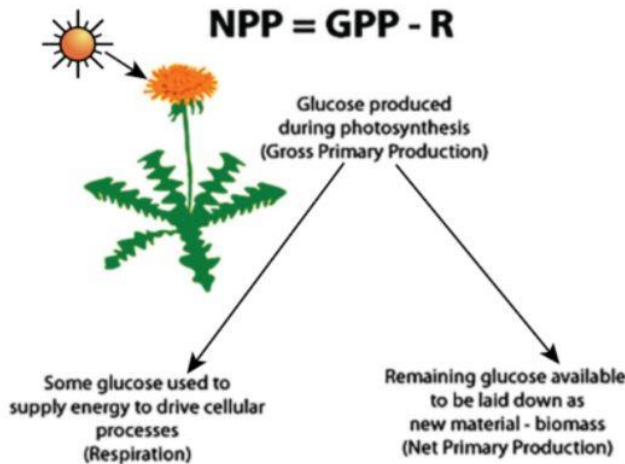 NPP = GPP - R
Glucose produced
during photosynthesis
(Gross Primary Production)
Some glucose used to
supply energy to drive cellular
processes
(Respiration)
Remaining glucose available
to be laid down as
new material - biomass
(Net Primary Production)